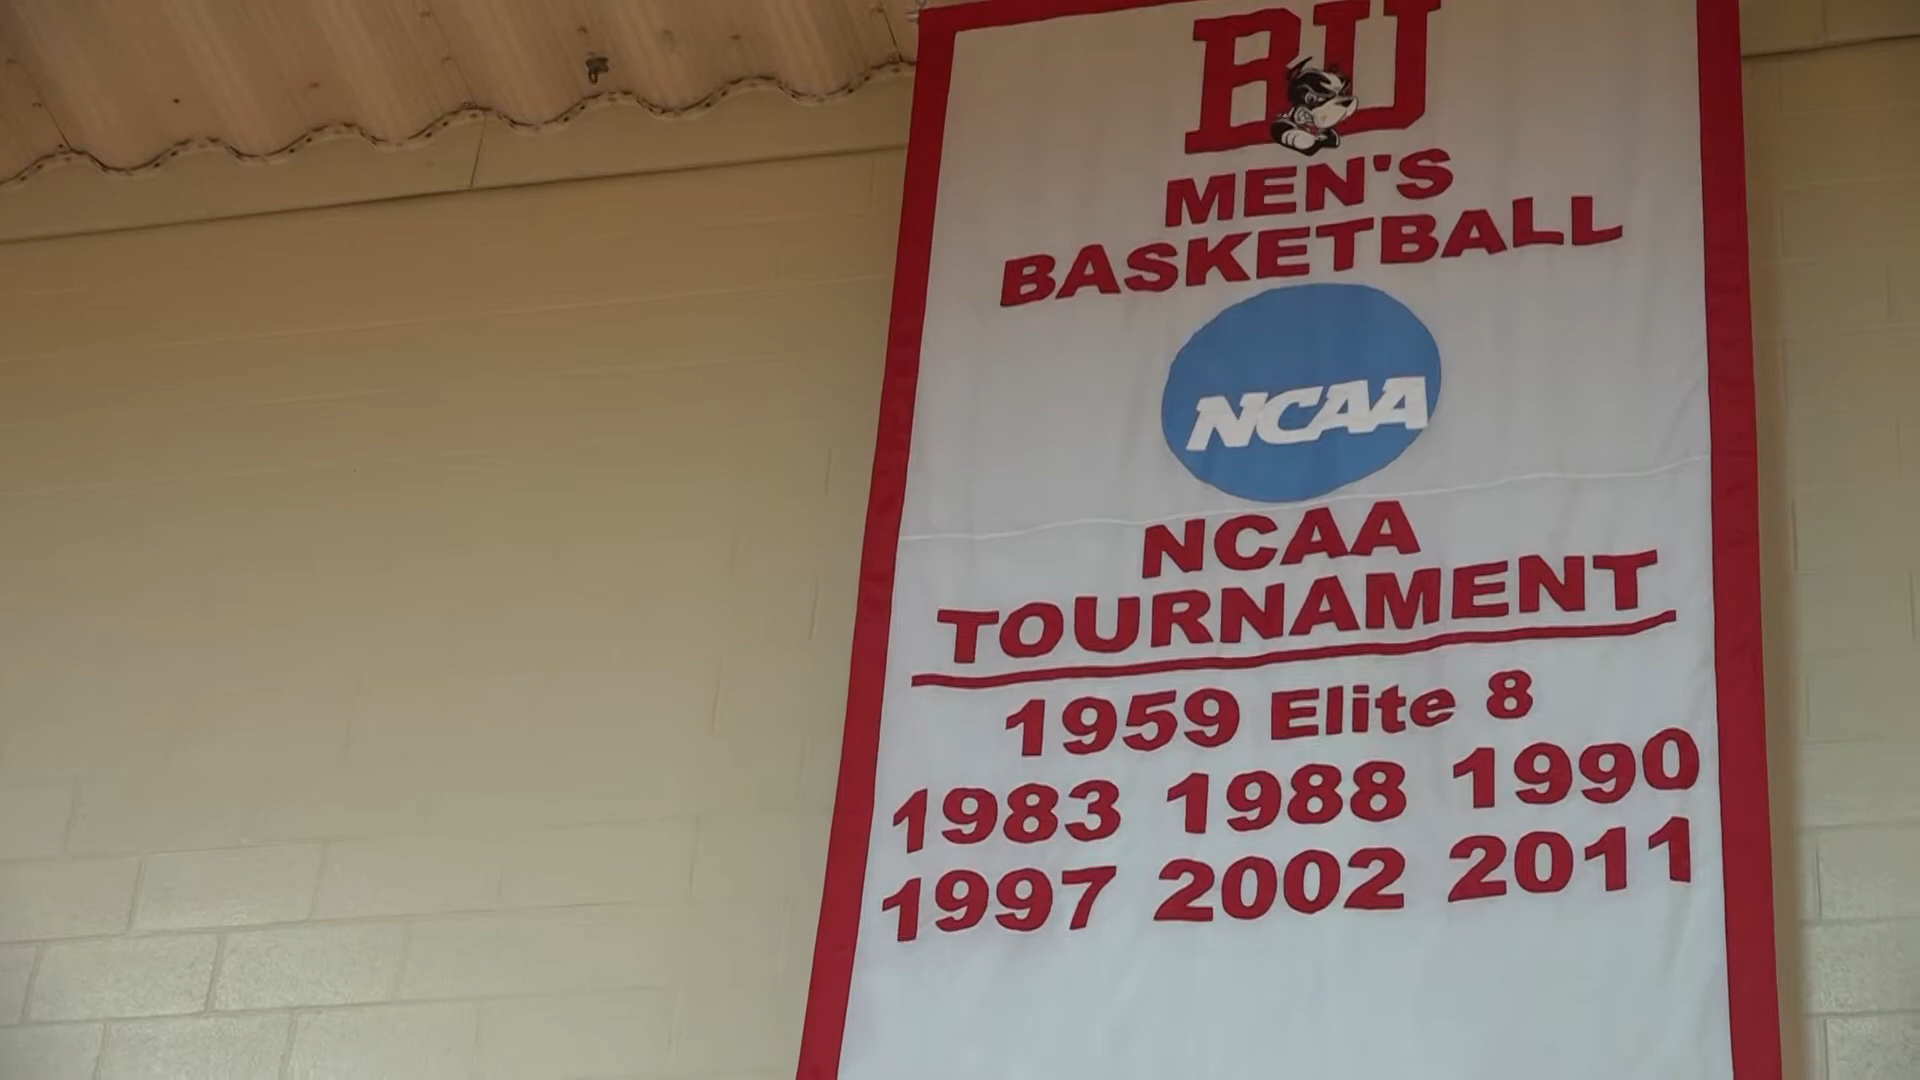 BU
MEN'S
BASKETBALL
NCAA
NCAA
TOURNAMENT
1959 Elite 8
1983 1988 1990
1997 2002 2011